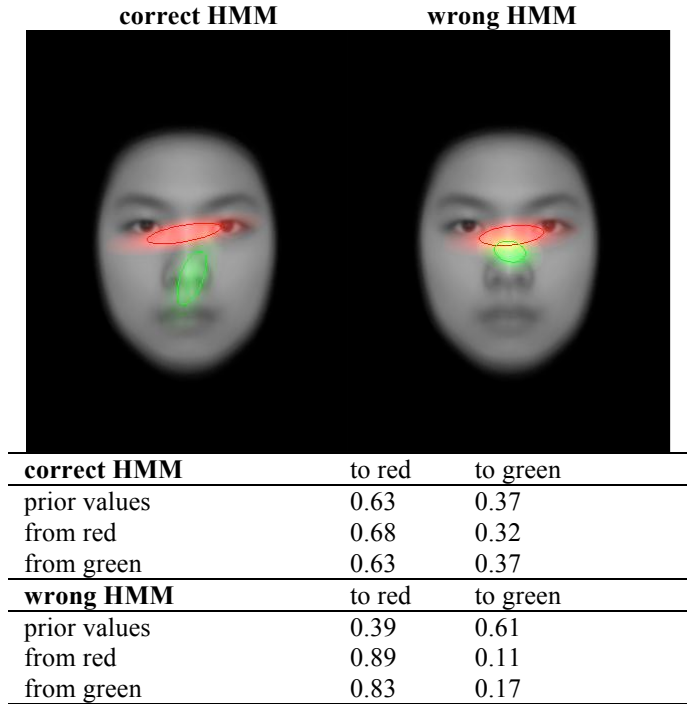 correct HMM wrong HMM
correct HMM to red to green
prior values 0.63 0.37
from red 0.68 0.32
from green 0.63 0.37
wrong HMM to red to green
prior values 0.39 0.61
from red 0.89 0.11
from green 0.83 0.17